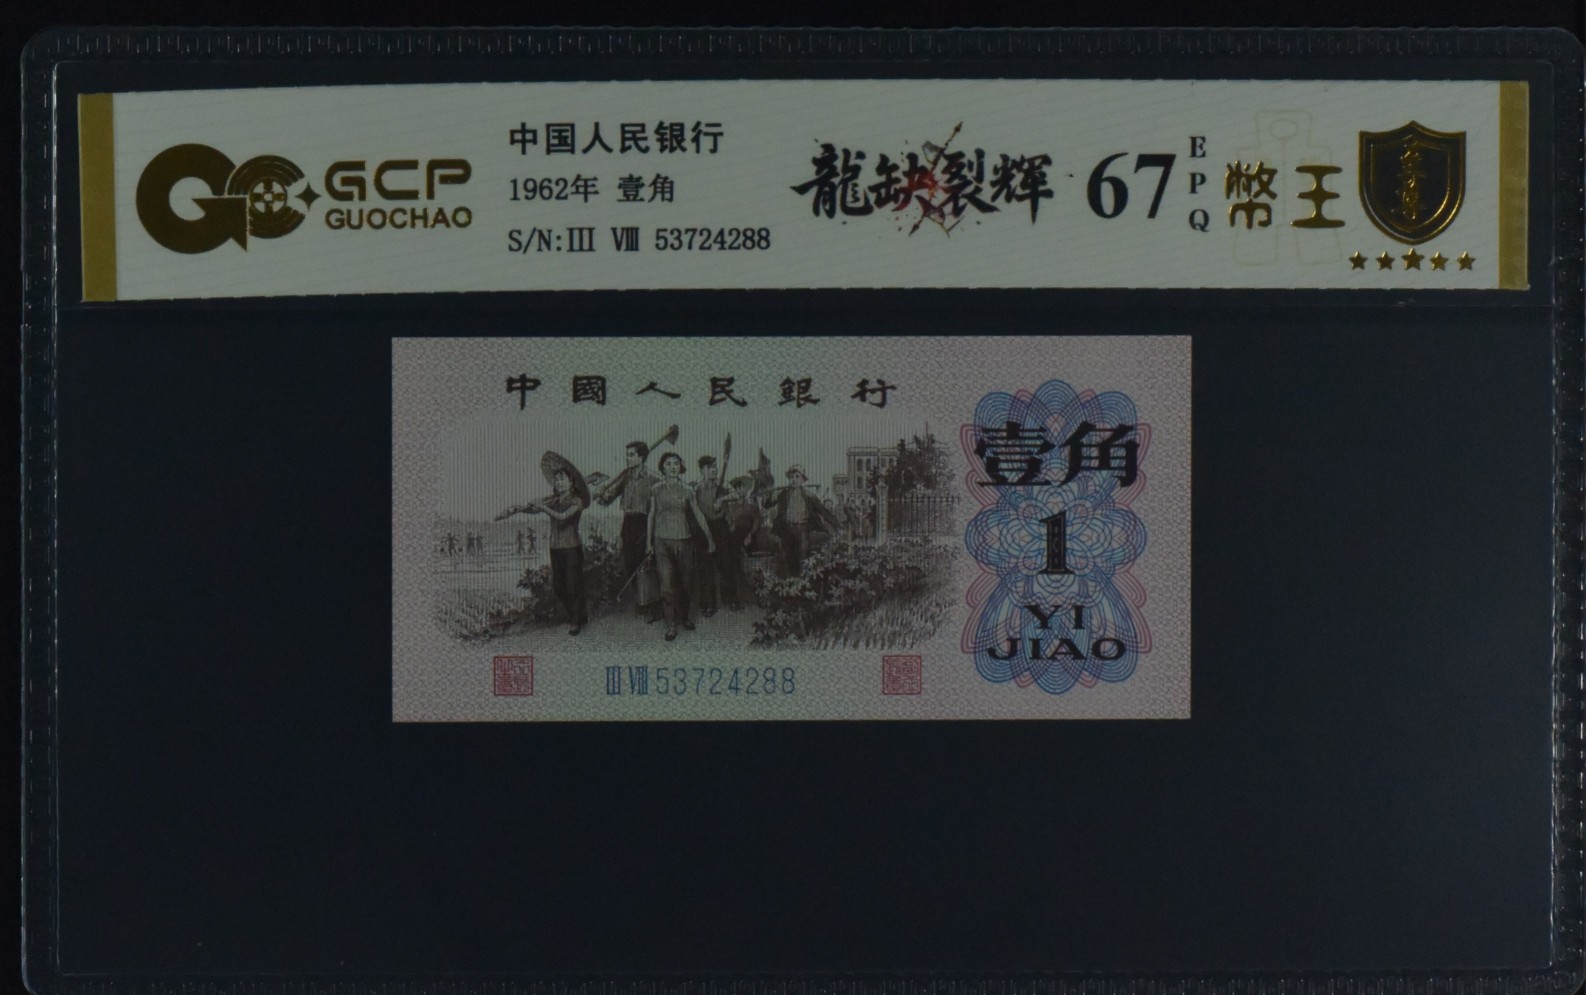 GCP
GUOCHAO
中国人民银行
1962年 壹角
S/N:III VIII 53724288
龍缺裂辉
67
EPQ
幣王
中國人民銀行
壹角
1
YI
JIAO
III VIII 53724288